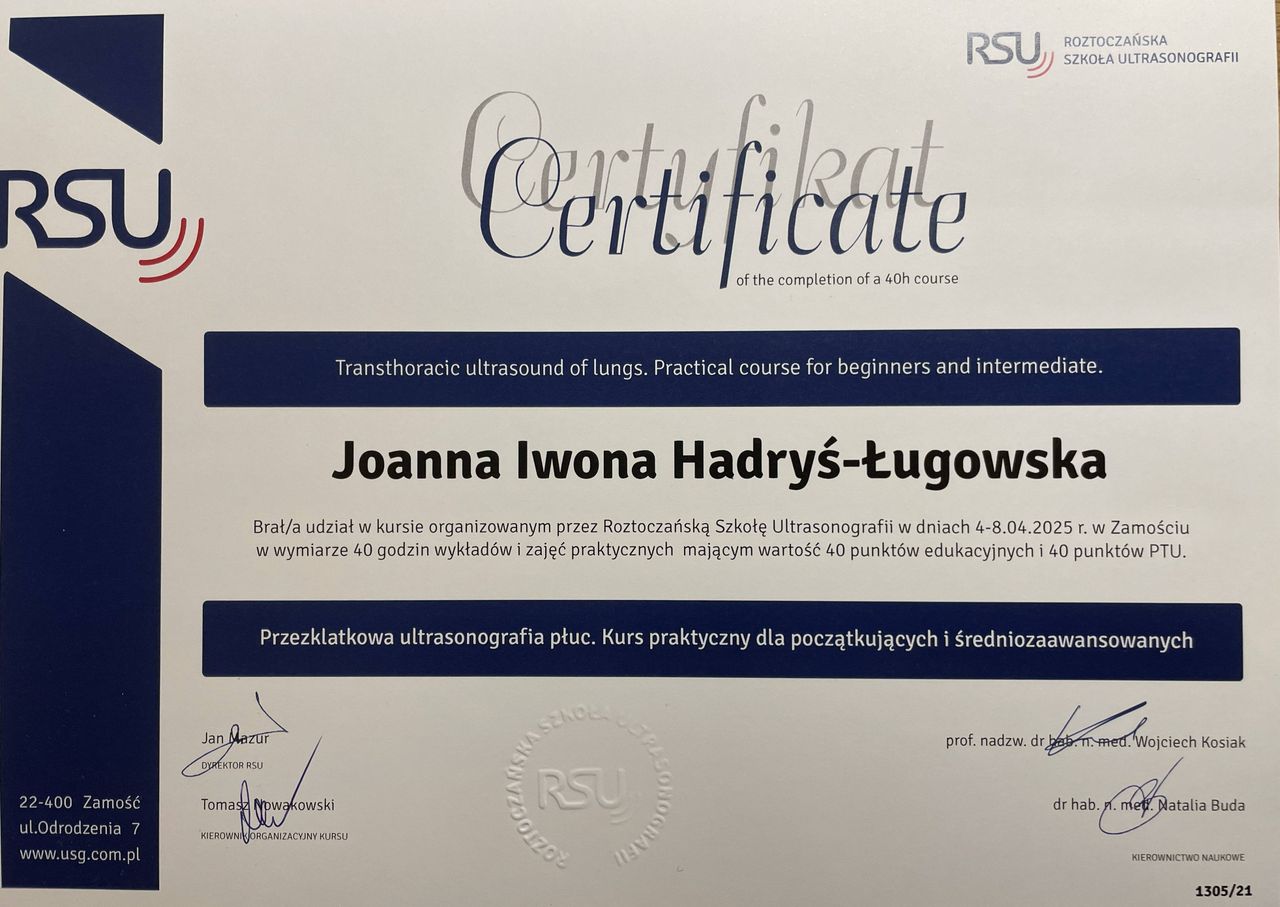 RSU ROZTOCZAŃSKA
SZKOŁA ULTRASONOGRAFII
RSU
Certyfikat
Certificate
of the completion of a 40h course
Transthoracic ultrasound of lungs. Practical course for beginners and intermediate.
Joanna Iwona Hadryś-Ługowska
Brał/a udział w kursie organizowanym przez Roztoczańską Szkołę Ultrasonografii w dniach 4-8.04.2025 r. w Zamościu
w wymiarze 40 godzin wykładów i zajęć praktycznych mającym wartość 40 punktów edukacyjnych i 40 punktów PTU.
Przezklatkowa ultrasonografia płuc. Kurs praktyczny dla początkujących i średniozaawansowanych
Jan Mazur
DYREKTOR RSU
Tomasz Nowakowski
KIEROWNIK ORGANIZACYJNY KURSU
ROZTOCZAŃSKA SZKOŁA ULTRASONOGRAFII
RSU
prof. nadzw. dr hab. n. med. Wojciech Kosiak
dr hab. n. med. Natalia Buda
KIEROWNICTWO NAUKOWE
1305/21
22-400 Zamość
ul.Odrodzenia 7
www.usg.com.pl